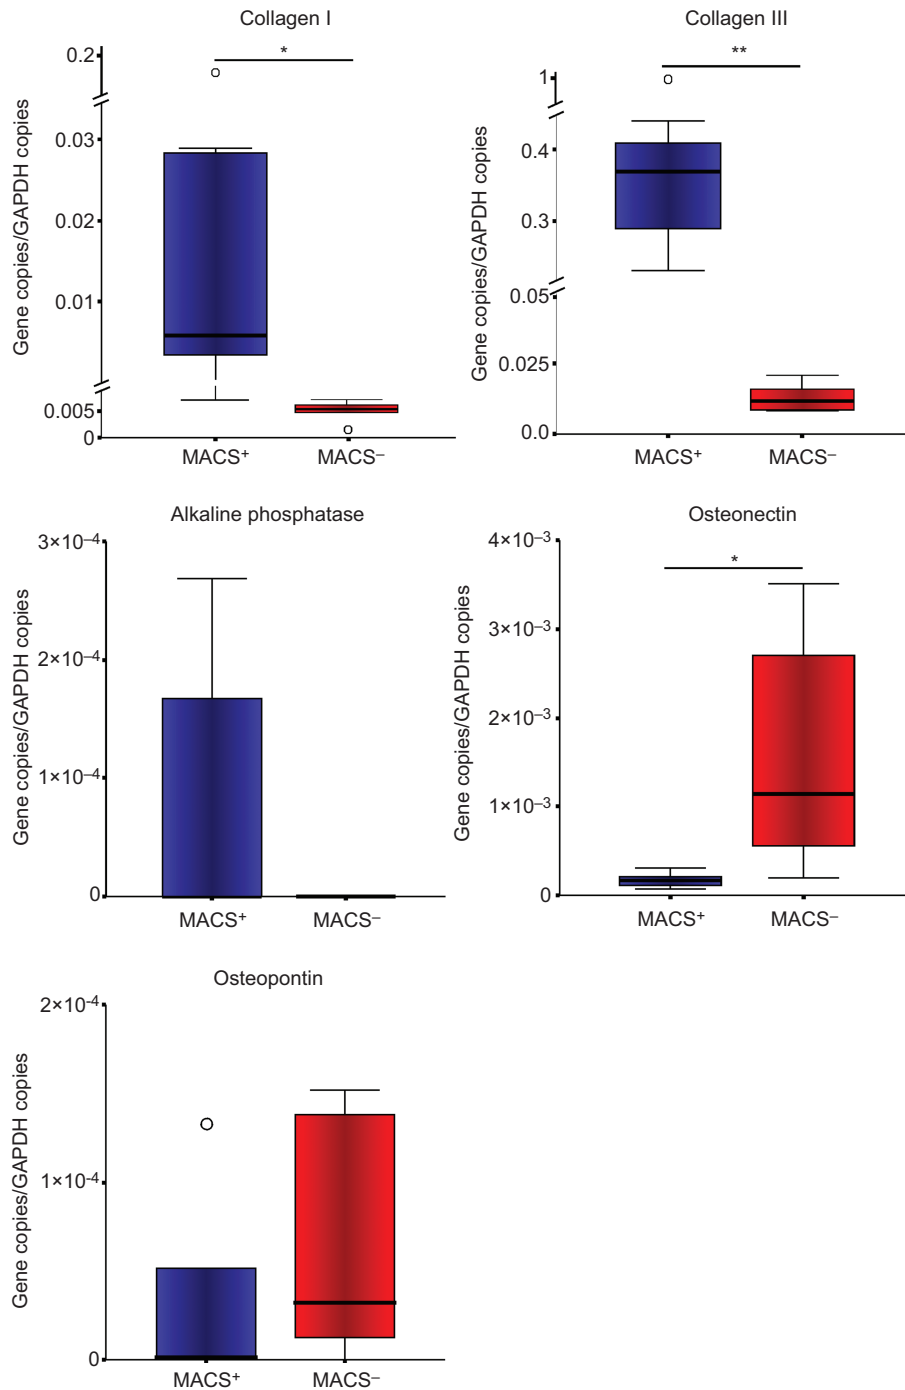 Collagen I
*
Gene copies/GAPDH copies
0.2
0.03
0.02
0.01
0.005
0
MACS⁺ MACS⁻
Collagen III
**
Gene copies/GAPDH copies
1
0.4
0.3
0.05
0.025
0.0
MACS⁺ MACS⁻
Alkaline phosphatase
Gene copies/GAPDH copies
3×10⁻⁴
2×10⁻⁴
1×10⁻⁴
0
MACS⁺ MACS⁻
Osteonectin
*
Gene copies/GAPDH copies
4×10⁻³
3×10⁻³
2×10⁻³
1×10⁻³
0
MACS⁺ MACS⁻
Osteopontin
Gene copies/GAPDH copies
2×10⁻⁴
1×10⁻⁴
0
MACS⁺ MACS⁻